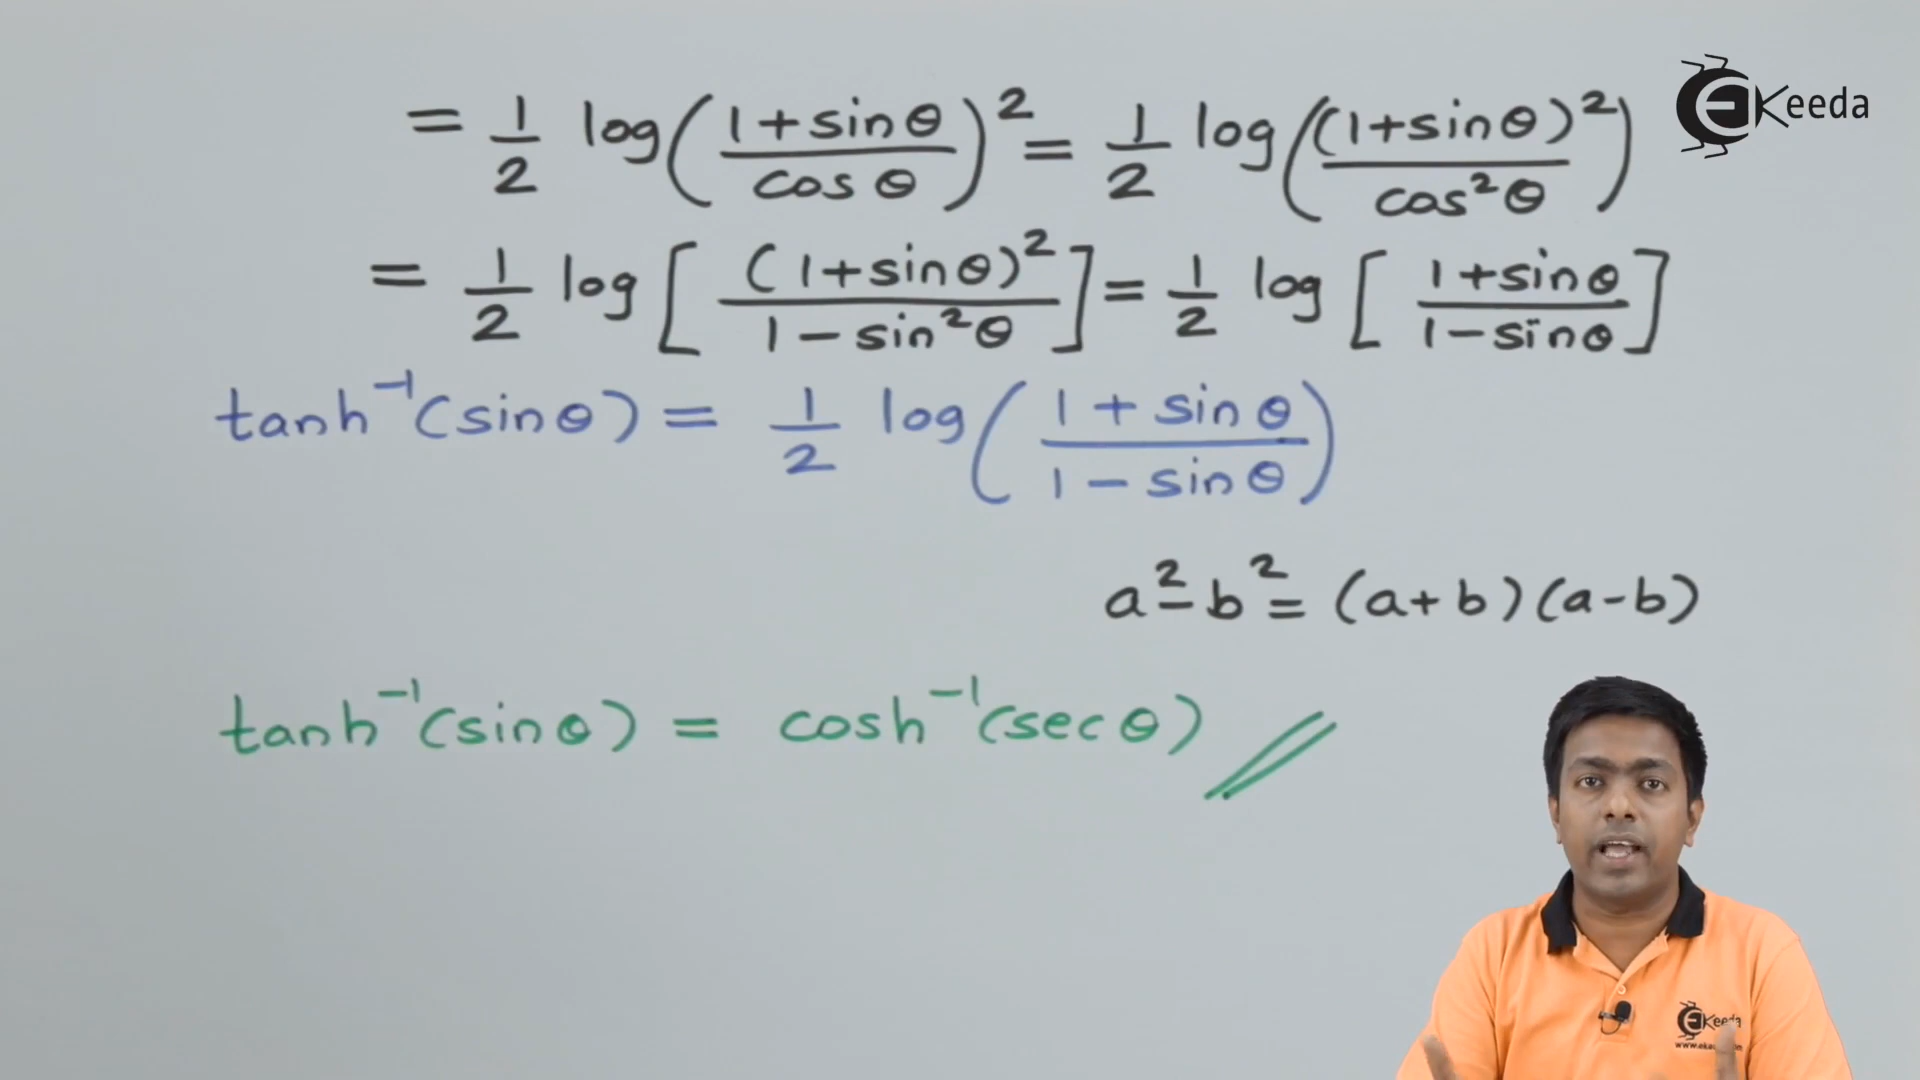 = 1/2 log((1+sinθ)/(cosθ))² = 1/2 log((1+sinθ)²/(cos²θ))
EKeeda
= 1/2 log[(1+sinθ)²/(1-sin²θ)] = 1/2 log[(1+sinθ)/(1-sinθ)]
tanh⁻¹(sinθ) = 1/2 log((1+sinθ)/(1-sinθ))
a²-b² = (a+b)(a-b)
tanh⁻¹(sinθ) = cosh⁻¹(secθ)
EKeeda